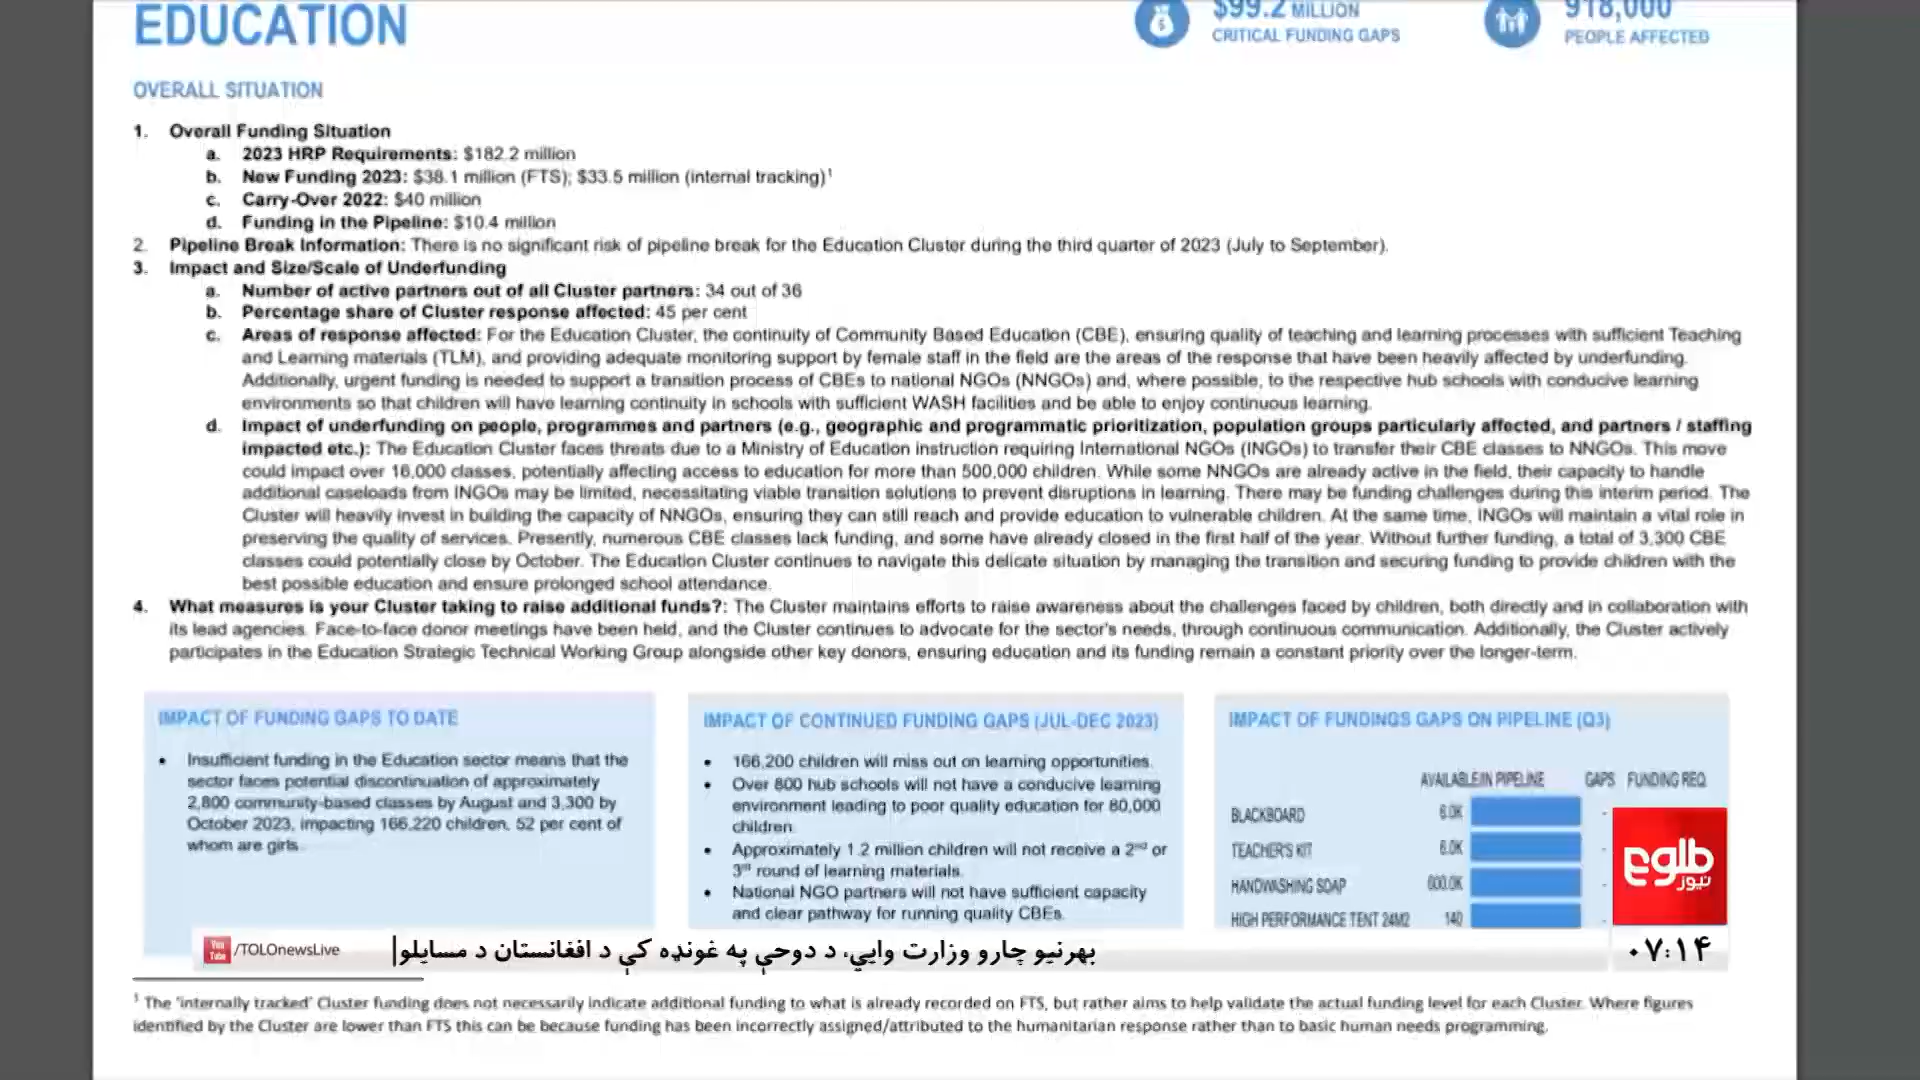 EDUCATION
$99.2 MILLION
CRITICAL FUNDING GAPS
918,000
PEOPLE AFFECTED
OVERALL SITUATION
1. Overall Funding Situation
a. 2023 HRP Requirements: $182.2 million
b. New Funding 2023: $38.1 million (FTS); $33.5 million (internal tracking)¹
c. Carry-Over 2022: $40 million
d. Funding in the Pipeline: $10.4 million
2. Pipeline Break Information: There is no significant risk of pipeline break for the Education Cluster during the third quarter of 2023 (July to September).
3. Impact and Size/Scale of Underfunding
a. Number of active partners out of all Cluster partners: 34 out of 36
b. Percentage share of Cluster response affected: 45 per cent
c. Areas of response affected: For the Education Cluster, the continuity of Community Based Education (CBE), ensuring quality of teaching and learning processes with sufficient Teaching
and Learning materials (TLM), and providing adequate monitoring support by female staff in the field are the areas of the response that have been heavily affected by underfunding.
Additionally, urgent funding is needed to support a transition process of CBEs to national NGOs (NNGOs) and, where possible, to the respective hub schools with conducive learning
environments so that children will have learning continuity in schools with sufficient WASH facilities and be able to enjoy continuous learning.
d. Impact of underfunding on people, programmes and partners (e.g., geographic and programmatic prioritization, population groups particularly affected, and partners / staffing
impacted etc.): The Education Cluster faces threats due to a Ministry of Education instruction requiring International NGOs (INGOs) to transfer their CBE classes to NNGOs. This move
could impact over 16,000 classes, potentially affecting access to education for more than 500,000 children. While some NNGOs are already active in the field, their capacity to handle
additional caseloads from INGOs may be limited, necessitating viable transition solutions to prevent disruptions in learning. There may be funding challenges during this interim period. The
Cluster will heavily invest in building the capacity of NNGOs, ensuring they can still reach and provide education to vulnerable children. At the same time, INGOs will maintain a vital role in
preserving the quality of services. Presently, numerous CBE classes lack funding, and some have already closed in the first half of the year. Without further funding, a total of 3,300 CBE
classes could potentially close by October. The Education Cluster continues to navigate this delicate situation by managing the transition and securing funding to provide children with the
best possible education and ensure prolonged school attendance.
4. What measures is your Cluster taking to raise additional funds?: The Cluster maintains efforts to raise awareness about the challenges faced by children, both directly and in collaboration with
its lead agencies. Face-to-face donor meetings have been held, and the Cluster continues to advocate for the sector's needs, through continuous communication. Additionally, the Cluster actively
participates in the Education Strategic Technical Working Group alongside other key donors, ensuring education and its funding remain a constant priority over the longer-term.
IMPACT OF FUNDING GAPS TO DATE
• Insufficient funding in the Education sector means that the
sector faces potential discontinuation of approximately
2,800 community-based classes by August and 3,300 by
October 2023, impacting 166,220 children, 52 per cent of
whom are girls.
IMPACT OF CONTINUED FUNDING GAPS (JUL-DEC 2023)
• 166,200 children will miss out on learning opportunities.
• Over 800 hub schools will not have a conducive learning
environment leading to poor quality education for 80,000
children.
• Approximately 1.2 million children will not receive a 2nd or
3rd round of learning materials.
• National NGO partners will not have sufficient capacity
and clear pathway for running quality CBEs.
IMPACT OF FUNDINGS GAPS ON PIPELINE (Q3)
AVAILABLE/IN PIPELINE GAPS FUNDING REQ.
BLACKBOARD 6.0K -
TEACHER'S KIT 6.0K -
HANDWASHING SOAP 600.0K -
HIGH PERFORMANCE TENT 24M2 140 -
طلوع
نیوز
You Tube /TOLOnewsLive
بهرنیو چارو وزارت وايي، د دوحې په غونډه کې د افغانستان د مسایلو
۰۷:۱۴
¹ The 'internally tracked' Cluster funding does not necessarily indicate additional funding to what is already recorded on FTS, but rather aims to help validate the actual funding level for each Cluster. Where figures
identified by the Cluster are lower than FTS this can be because funding has been incorrectly assigned/attributed to the humanitarian response rather than to basic human needs programming.